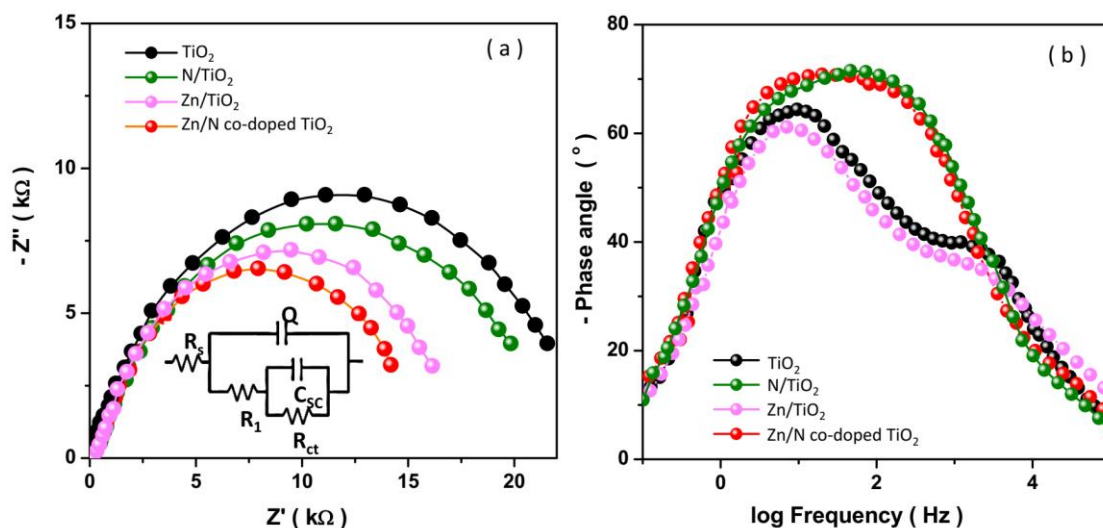 15
10
5
0
- Z" ( kΩ )
( a )
TiO₂
N/TiO₂
Zn/TiO₂
Zn/N co-doped TiO₂
Rs
Q
R1
CSC
Rct
0 5 10 15 20
Z' ( kΩ )
80
60
40
20
0
- Phase angle ( ° )
( b )
TiO₂
N/TiO₂
Zn/TiO₂
Zn/N co-doped TiO₂
0 2 4
log Frequency ( Hz )